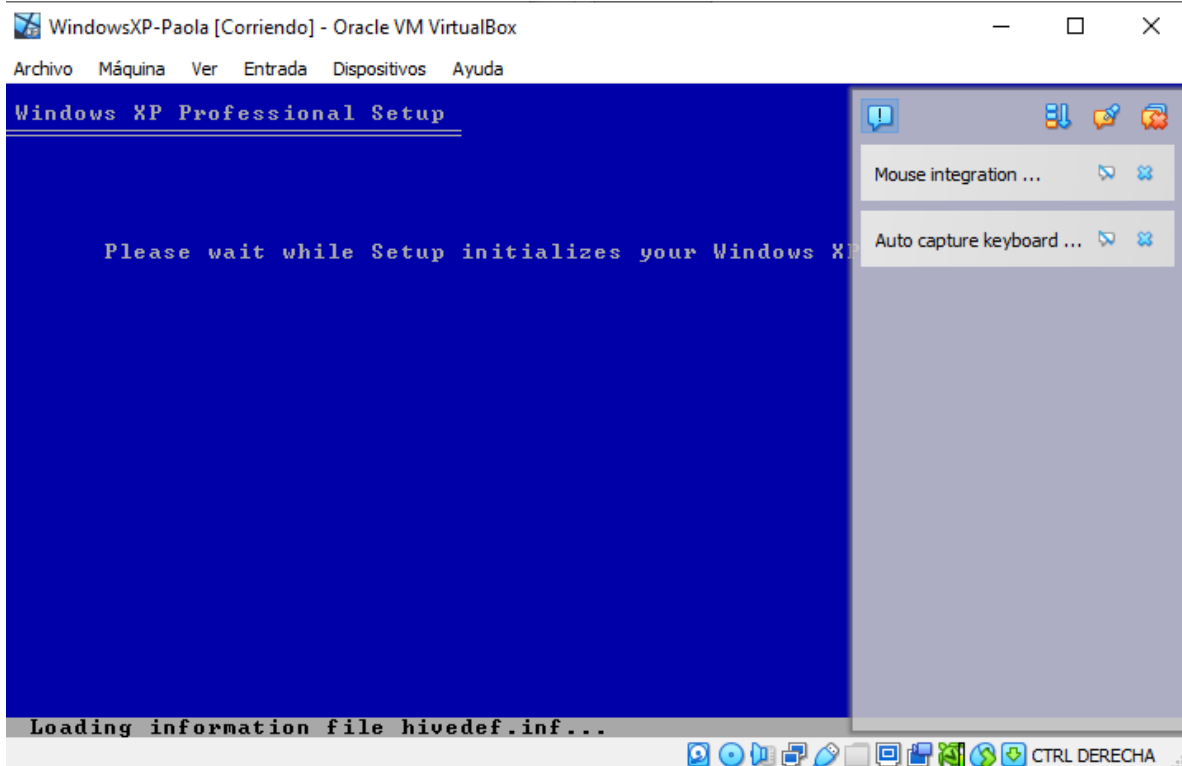 WindowsXP-Paola [Corriendo] - Oracle VM VirtualBox
Archivo Máquina Ver Entrada Dispositivos Ayuda
Windows XP Professional Setup
Mouse integration ...
Please wait while Setup initializes your Windows XP
Auto capture keyboard ...
Loading information file hivedef.inf...
CTRL DERECHA